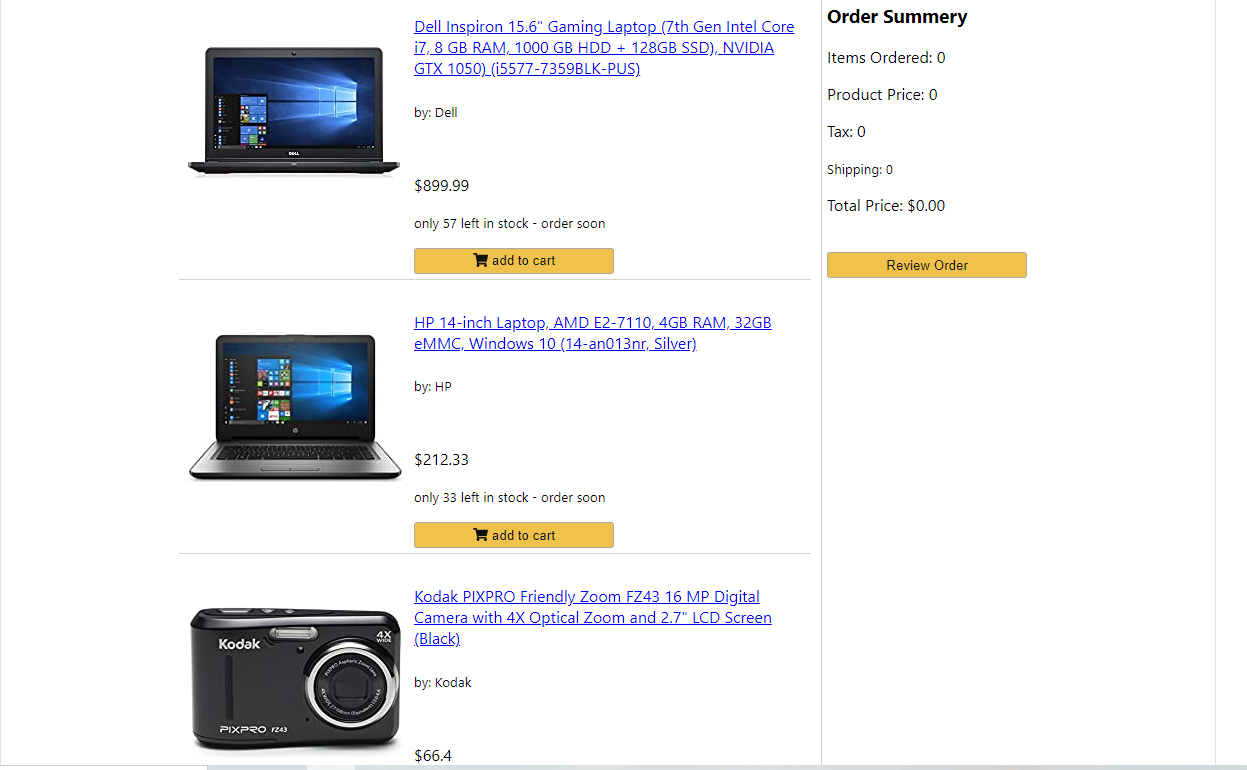 Dell Inspiron 15.6" Gaming Laptop (7th Gen Intel Core
i7, 8 GB RAM, 1000 GB HDD + 128GB SSD), NVIDIA
GTX 1050) (i5577-7359BLK-PUS)
by: Dell
DELL
$899.99
only 57 left in stock - order soon
add to cart
HP 14-inch Laptop, AMD E2-7110, 4GB RAM, 32GB
eMMC, Windows 10 (14-an013nr, Silver)
by: HP
$212.33
only 33 left in stock - order soon
add to cart
Kodak PIXPRO Friendly Zoom FZ43 16 MP Digital
Camera with 4X Optical Zoom and 2.7" LCD Screen
(Black)
by: Kodak
Kodak
4X
WIDE
PIXPRO Aspheric Zoom Lens
PIXPRO FZ43
$66.4
Order Summery
Items Ordered: 0
Product Price: 0
Tax: 0
Shipping: 0
Total Price: $0.00
Review Order